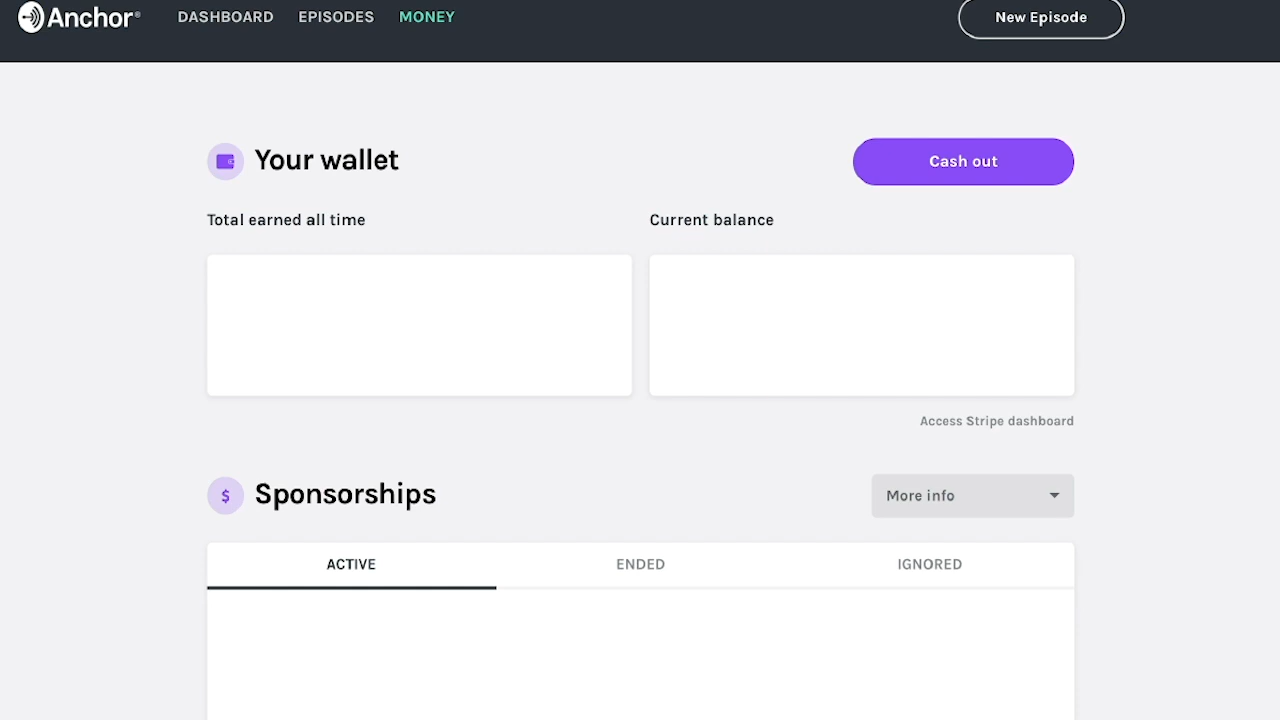 Anchor® DASHBOARD EPISODES MONEY New Episode
Your wallet Cash out
Total earned all time Current balance
Access Stripe dashboard
$ Sponsorships More info
ACTIVE ENDED IGNORED